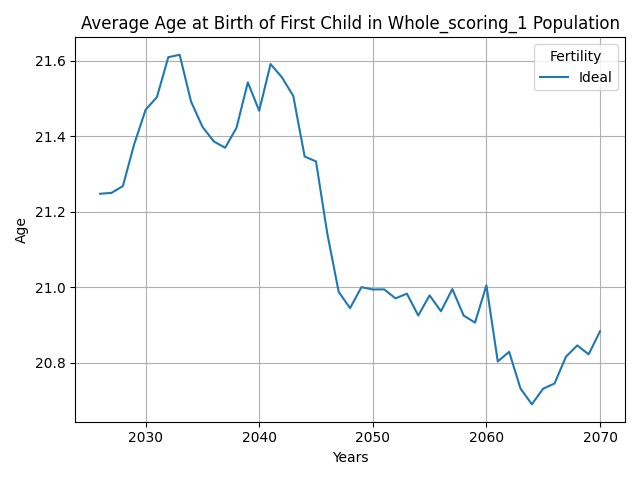 Average Age at Birth of First Child in Whole_scoring_1 Population
Fertility
Ideal
21.6
21.4
21.2
21.0
20.8
Age
2030 2040 2050 2060 2070
Years